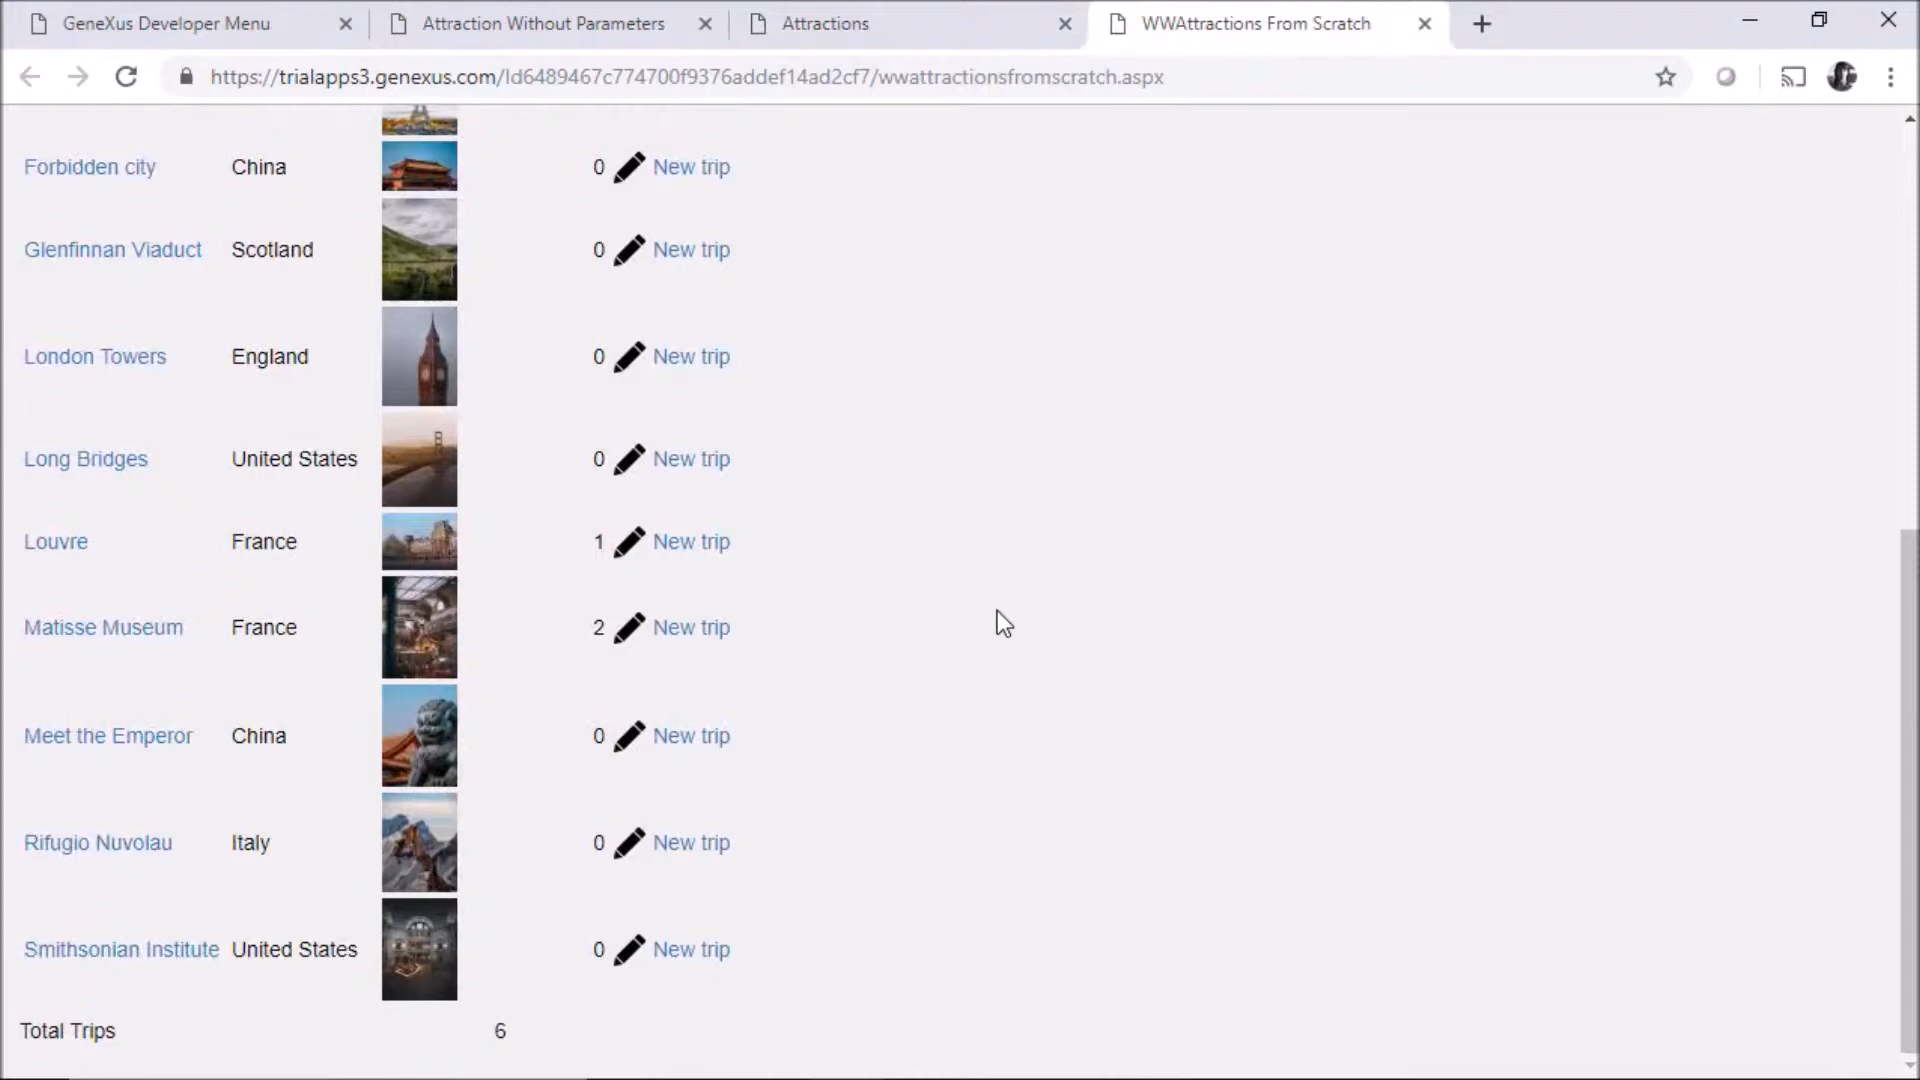 GeneXus Developer Menu
Attraction Without Parameters
Attractions
WWAttractions From Scratch
https://trialapps3.genexus.com/Id6489467c774700f9376addef14ad2cf7/wwattractionsfromscratch.aspx
Forbidden city China 0 New trip
Glenfinnan Viaduct Scotland 0 New trip
London Towers England 0 New trip
Long Bridges United States 0 New trip
Louvre France 1 New trip
Matisse Museum France 2 New trip
Meet the Emperor China 0 New trip
Rifugio Nuvolau Italy 0 New trip
Smithsonian Institute United States 0 New trip
Total Trips 6